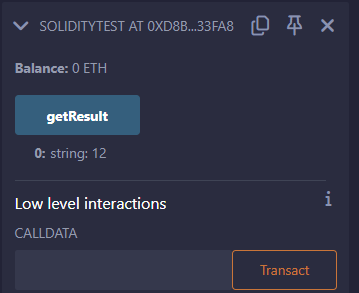 SOLIDITYTEST AT 0XD8B...33FA8
Balance: 0 ETH
getResult
0: string: 12
Low level interactions
i
CALLDATA
Transact